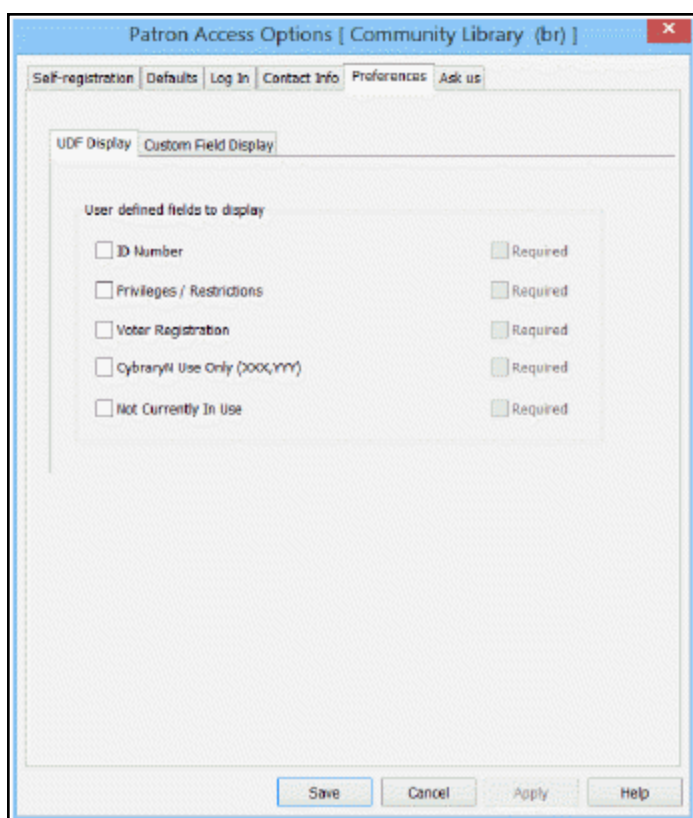 Patron Access Options [ Community Library (br) ]
Self-registration Defaults Log In Contact Info Preferences Ask us
UDF Display Custom Field Display
User defined fields to display
ID Number Required
Privileges / Restrictions Required
Voter Registration Required
CybraryN Use Only (XXX,YYY) Required
Not Currently In Use Required
Save Cancel Apply Help